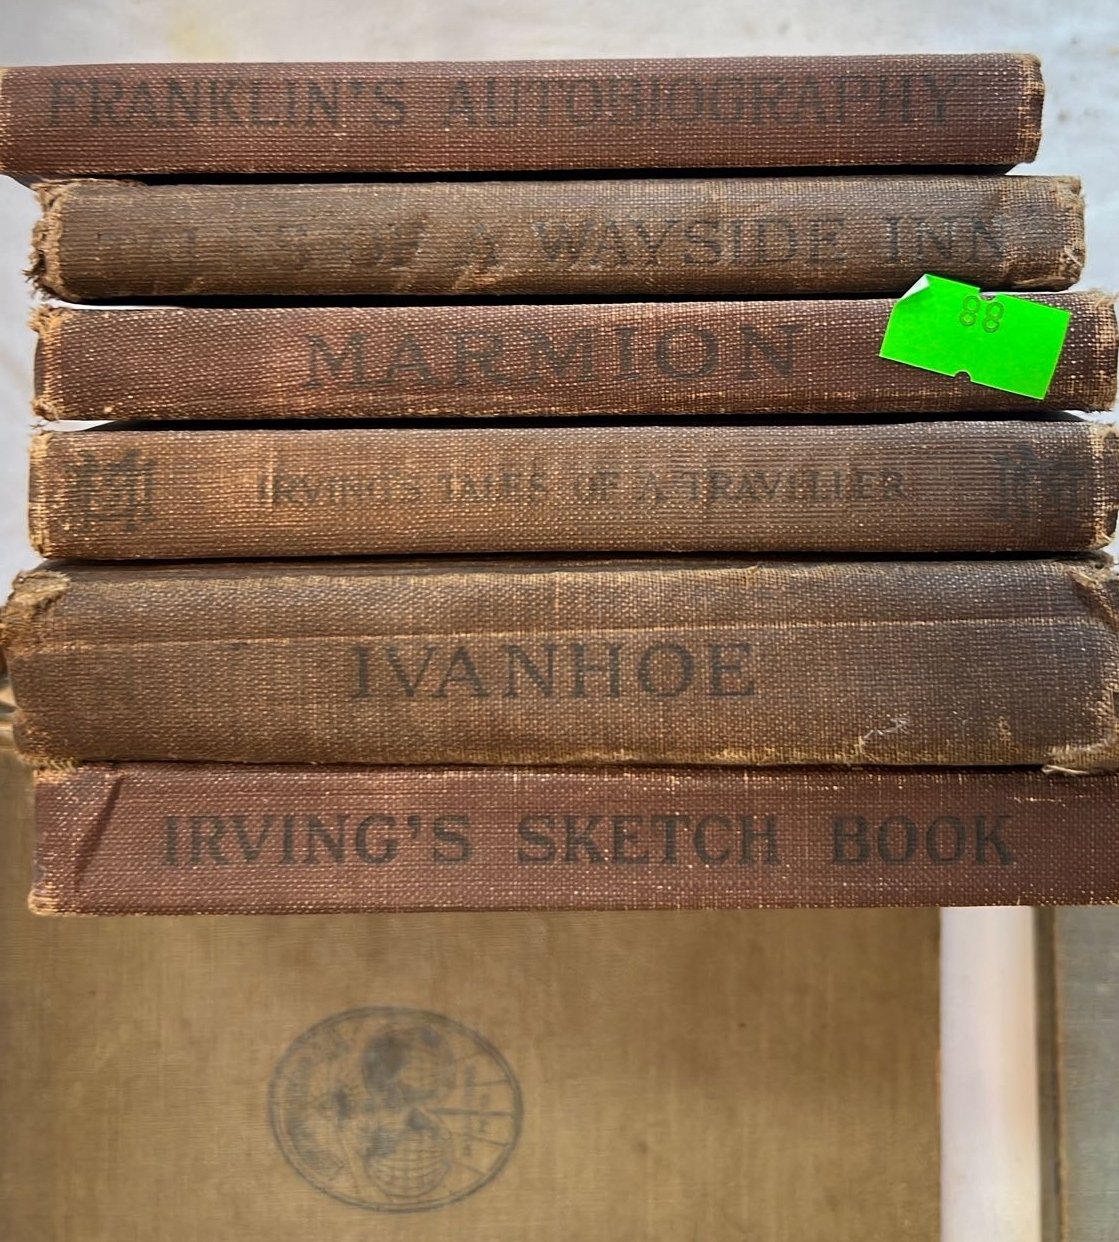 FRANKLIN'S AUTOBIOGRAPHY
A WAYSIDE INN
88
MARMION
IRVING'S TALES OF A TRAVELLER
IVANHOE
IRVING'S SKETCH BOOK